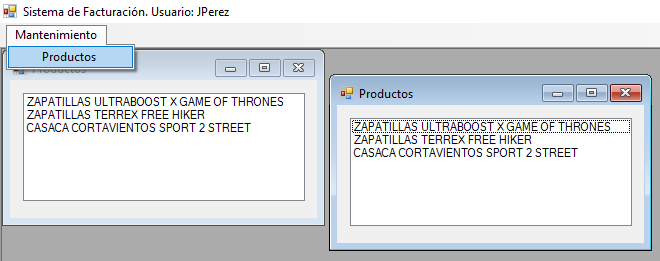 Sistema de Facturación. Usuario: JPerez
Mantenimiento
Productos
Productos
ZAPATILLAS ULTRABOOST X GAME OF THRONES
ZAPATILLAS TERREX FREE HIKER
CASACA CORTAVIENTOS SPORT 2 STREET
Productos
ZAPATILLAS ULTRABOOST X GAME OF THRONES
ZAPATILLAS TERREX FREE HIKER
CASACA CORTAVIENTOS SPORT 2 STREET